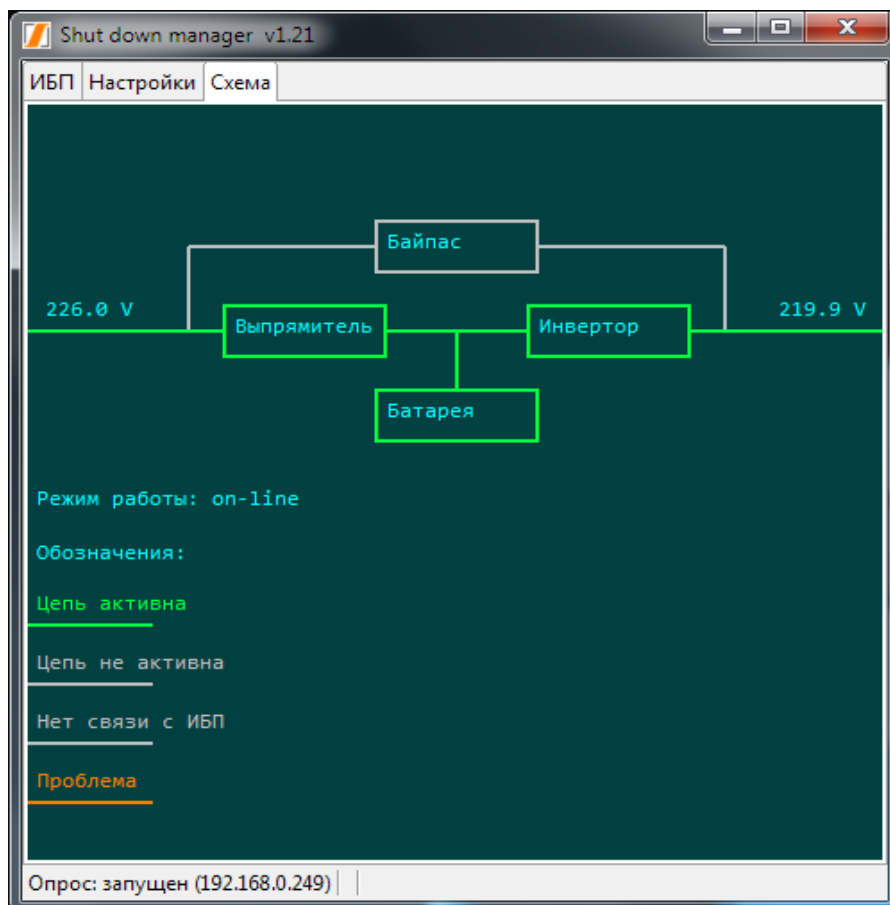 Shut down manager v1.21
ИБП Настройки Схема
Байпас
226.0 V
219.9 V
Выпрямитель
Инвертор
Батарея
Режим работы: on-line
Обозначения:
Цепь активна
Цепь не активна
Нет связи с ИБП
Проблема
Опрос: запущен (192.168.0.249)